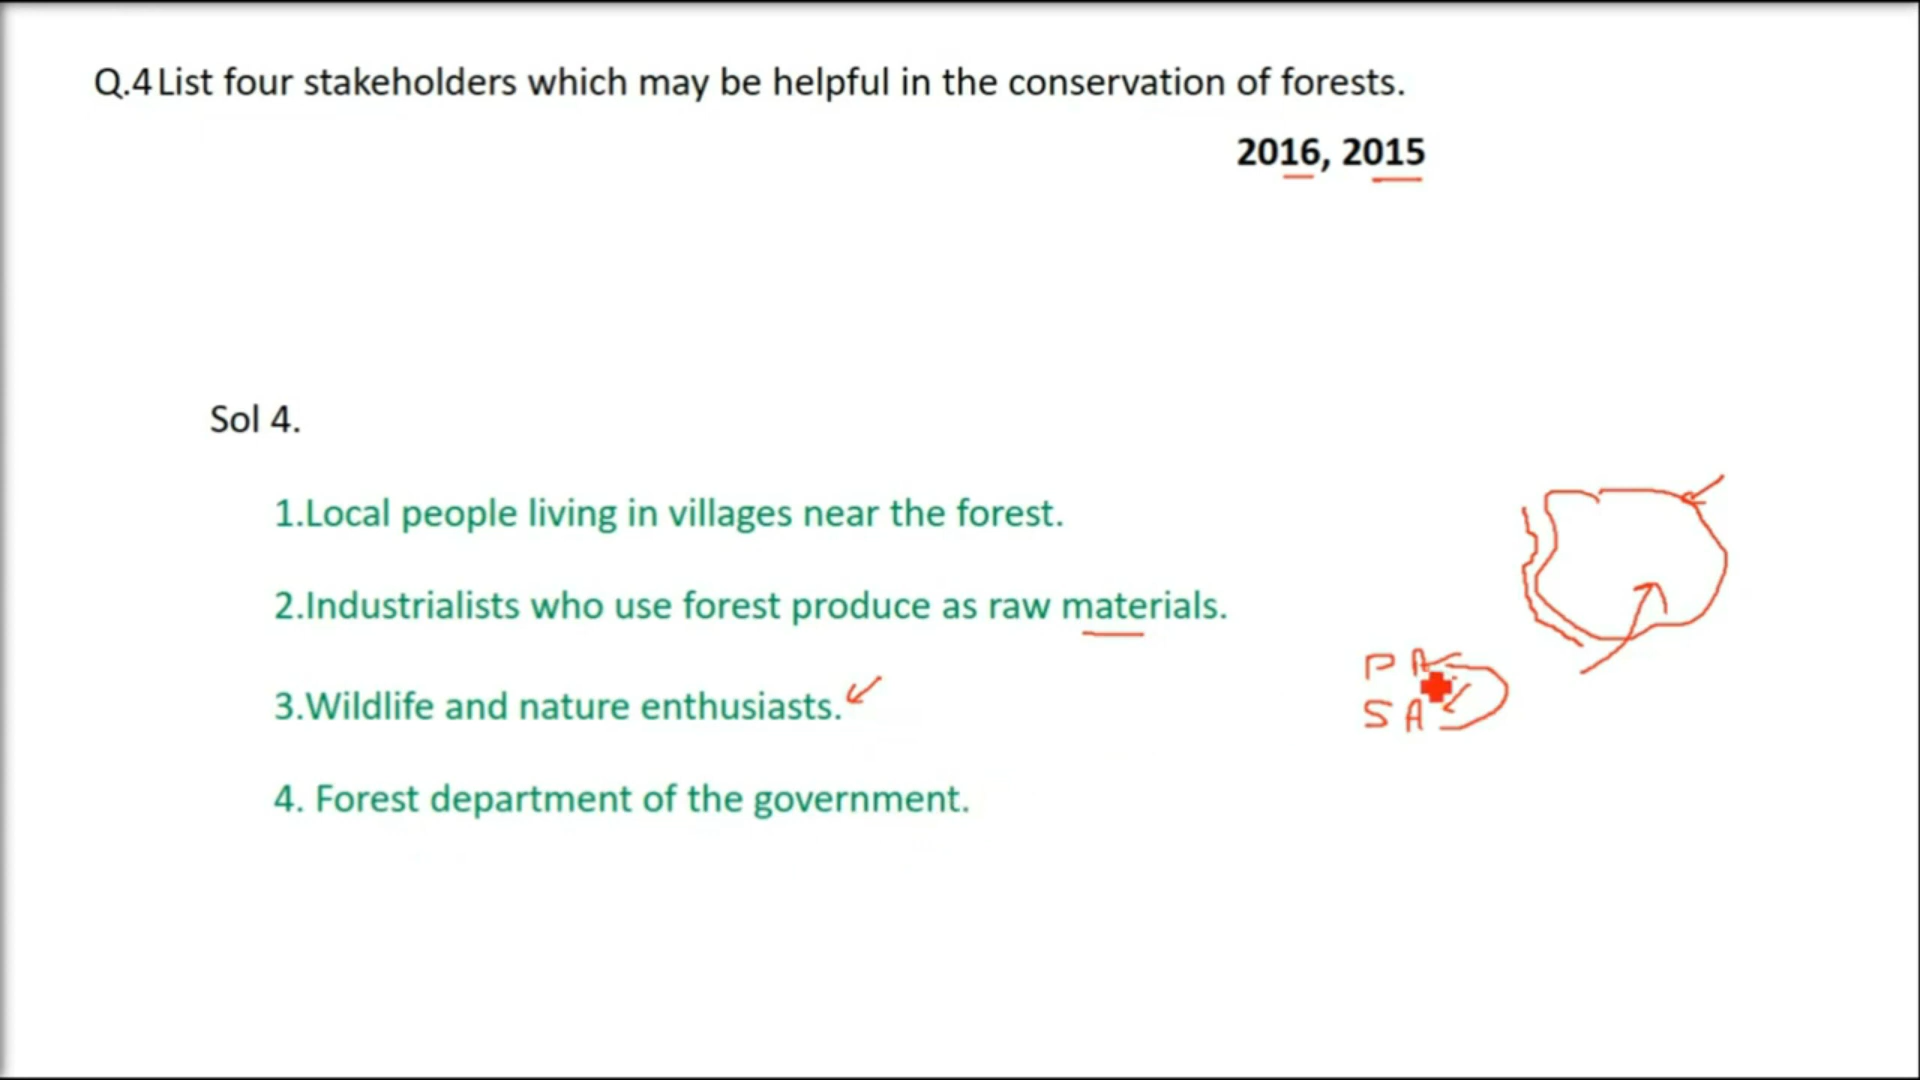 Q.4 List four stakeholders which may be helpful in the conservation of forests.
2016, 2015
Sol 4.
1.Local people living in villages near the forest.
2.Industrialists who use forest produce as raw materials.
3.Wildlife and nature enthusiasts.
P A
S A
4. Forest department of the government.